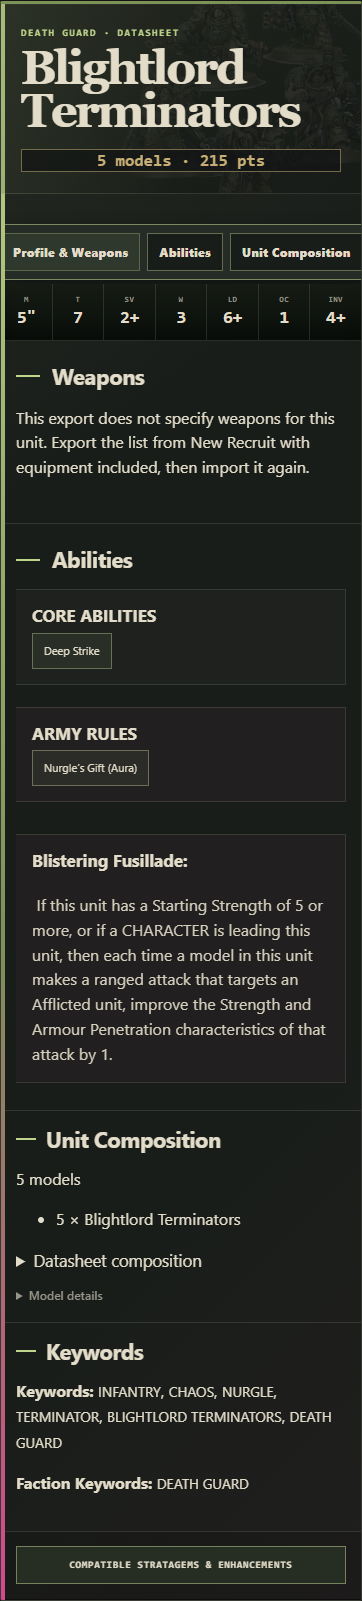 DEATH GUARD · DATASHEET
Blightlord
Terminators
5 models · 215 pts
Profile & Weapons Abilities Unit Composition
M T SV W LD OC INV
5" 7 2+ 3 6+ 1 4+
Weapons
This export does not specify weapons for this
unit. Export the list from New Recruit with
equipment included, then import it again.
Abilities
CORE ABILITIES
Deep Strike
ARMY RULES
Nurgle's Gift (Aura)
Blistering Fusillade:
If this unit has a Starting Strength of 5 or
more, or if a CHARACTER is leading this
unit, then each time a model in this unit
makes a ranged attack that targets an
Afflicted unit, improve the Strength and
Armour Penetration characteristics of that
attack by 1.
Unit Composition
5 models
• 5 × Blightlord Terminators
▶ Datasheet composition
▶ Model details
Keywords
Keywords: INFANTRY, CHAOS, NURGLE,
TERMINATOR, BLIGHTLORD TERMINATORS, DEATH
GUARD
Faction Keywords: DEATH GUARD
COMPATIBLE STRATAGEMS & ENHANCEMENTS